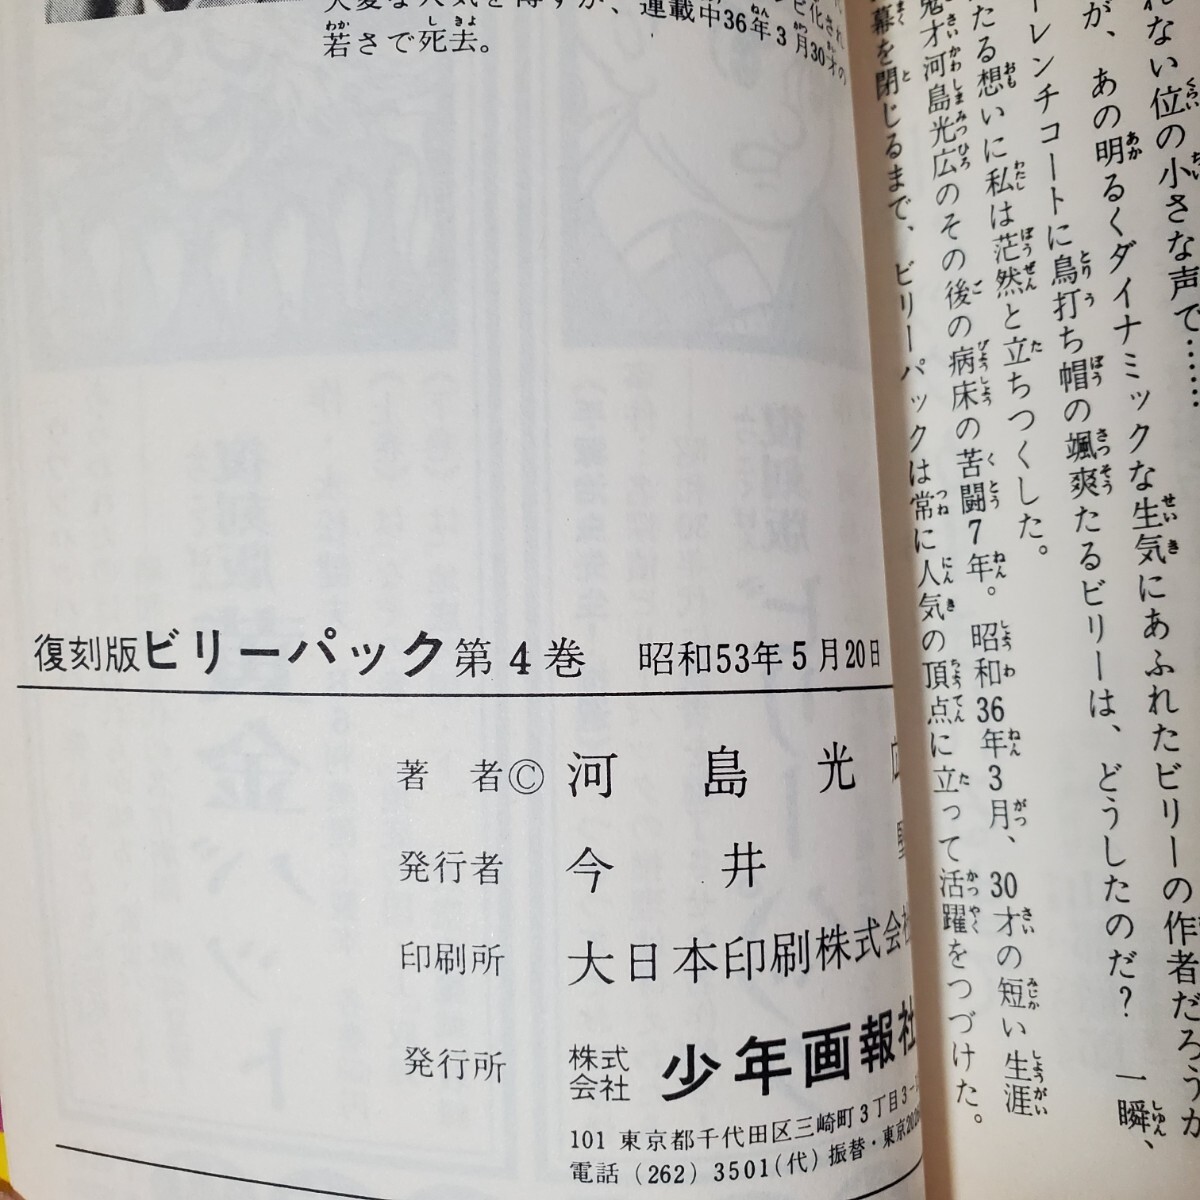 れない位の小さな声で……
が、あの明るくダイナミックな生気にあふれたビリーの作者だろうか
レンチコートに鳥打ち帽の颯爽たるビリーは、どうしたのだ？　一瞬、
たる想いに私は茫然と立ちつくした。
鬼才河島光広のその後の病床の苦闘7年。昭和36年3月、30才の短い生涯
幕を閉じるまで、ビリーパックは常に人気の頂点に立って活躍をつづけた。
連載中36年3月30才の
若さで死去。
復刻版ビリーパック第4巻　昭和53年5月20日
著者©河島光
発行者 今井
印刷所 大日本印刷株式会社
発行所 株式会社 少年画報社
101 東京都千代田区三崎町3丁目3
電話(262)3501(代)振替・東京